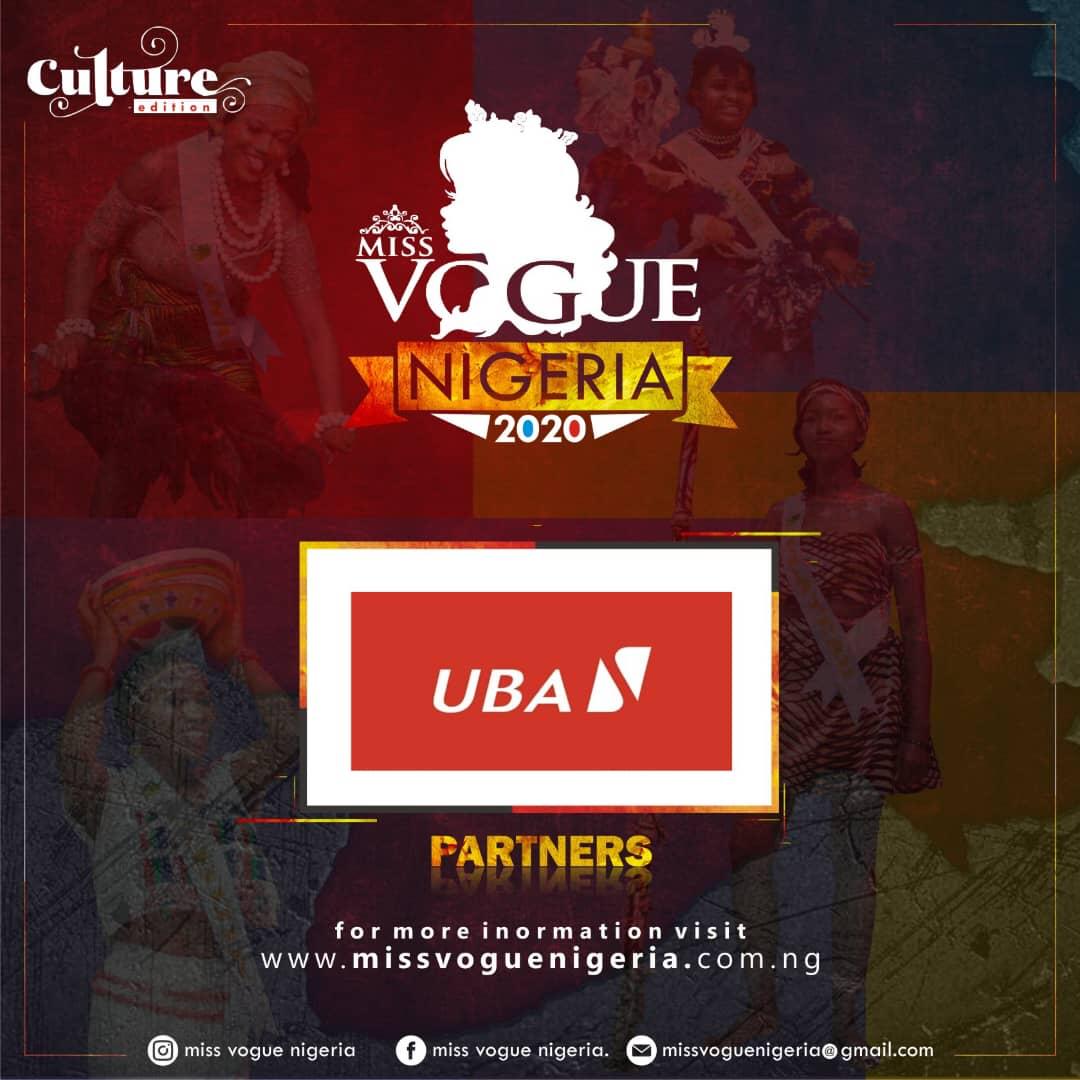 Culture
edition
MISS
VOGUE
NIGERIA
2020
UBA
PARTNERS
for more inormation visit
www.missvoguenigeria.com.ng
miss vogue nigeria miss vogue nigeria. missvoguenigeria@gmail.com